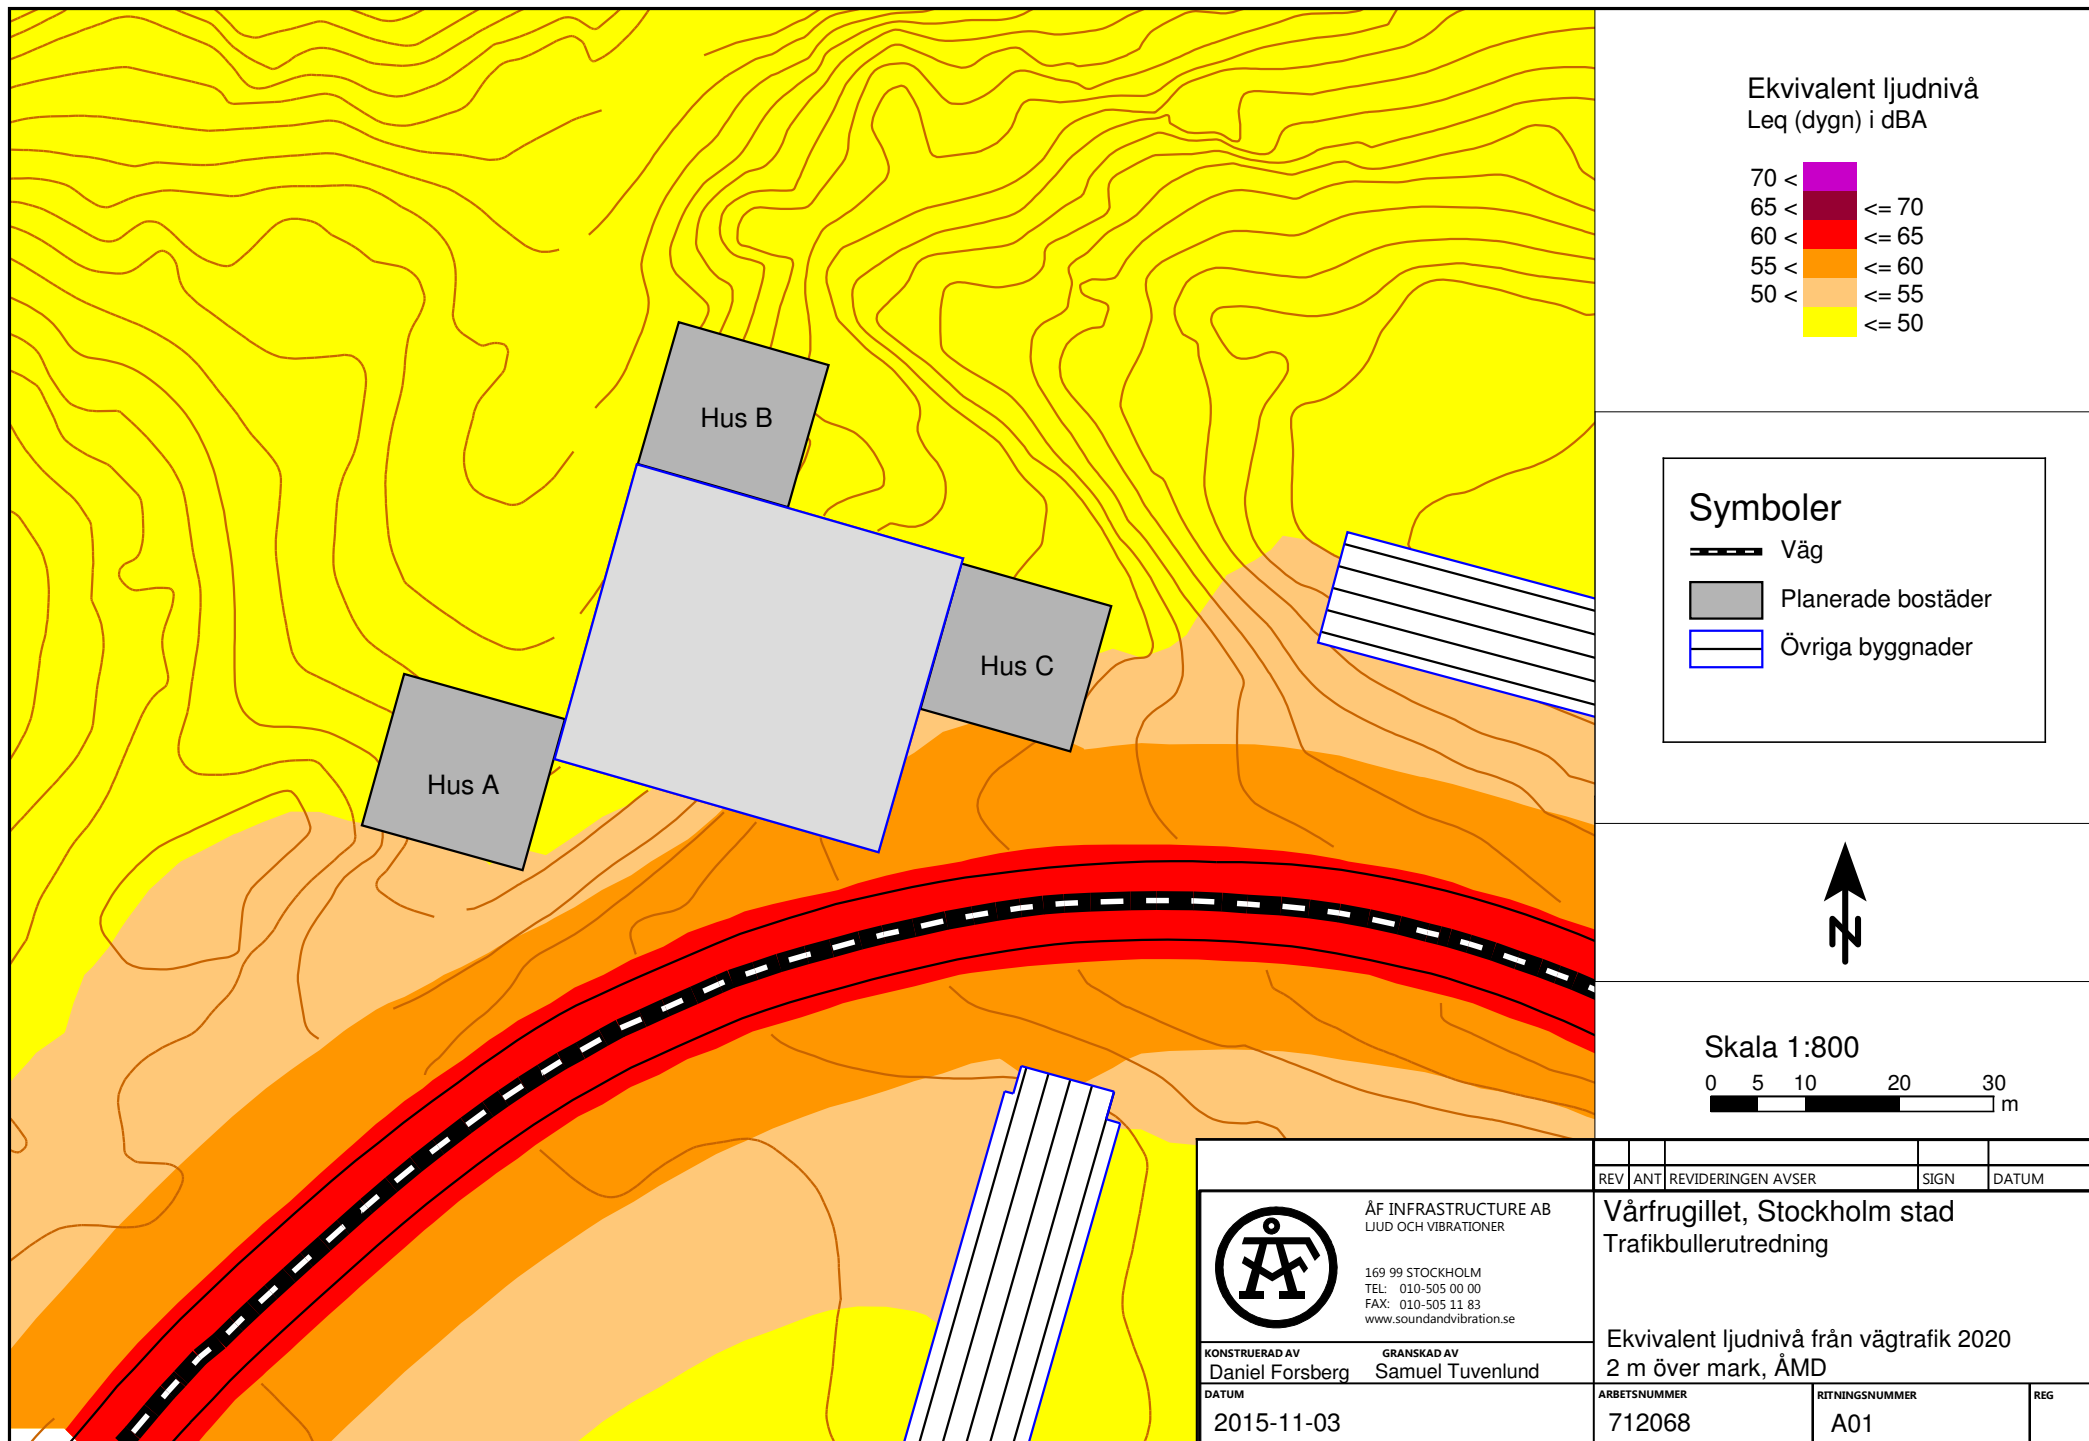 Ekvivalent ljudnivå
Leq (dygn) i dBA
70 <
65 < <= 70
60 < <= 65
55 < <= 60
50 < <= 55
<= 50
Hus B
Hus C
Hus A
Symboler
Väg
Planerade bostäder
Övriga byggnader
N
Skala 1:800
0 5 10 20 30
m
REV ANT REVIDERINGEN AVSER SIGN DATUM
ÅF
ÅF INFRASTRUCTURE AB
LJUD OCH VIBRATIONER
169 99 STOCKHOLM
TEL: 010-505 00 00
FAX: 010-505 11 83
www.soundandvibration.se
Vårfrugillet, Stockholm stad
Trafikbullerutredning
Ekvivalent ljudnivå från vägtrafik 2020
2 m över mark, ÅMD
KONSTRUERAD AV GRANSKAD AV
Daniel Forsberg Samuel Tuvenlund
DATUM
2015-11-03
ARBETSNUMMER RITNINGSNUMMER REG
712068 A01